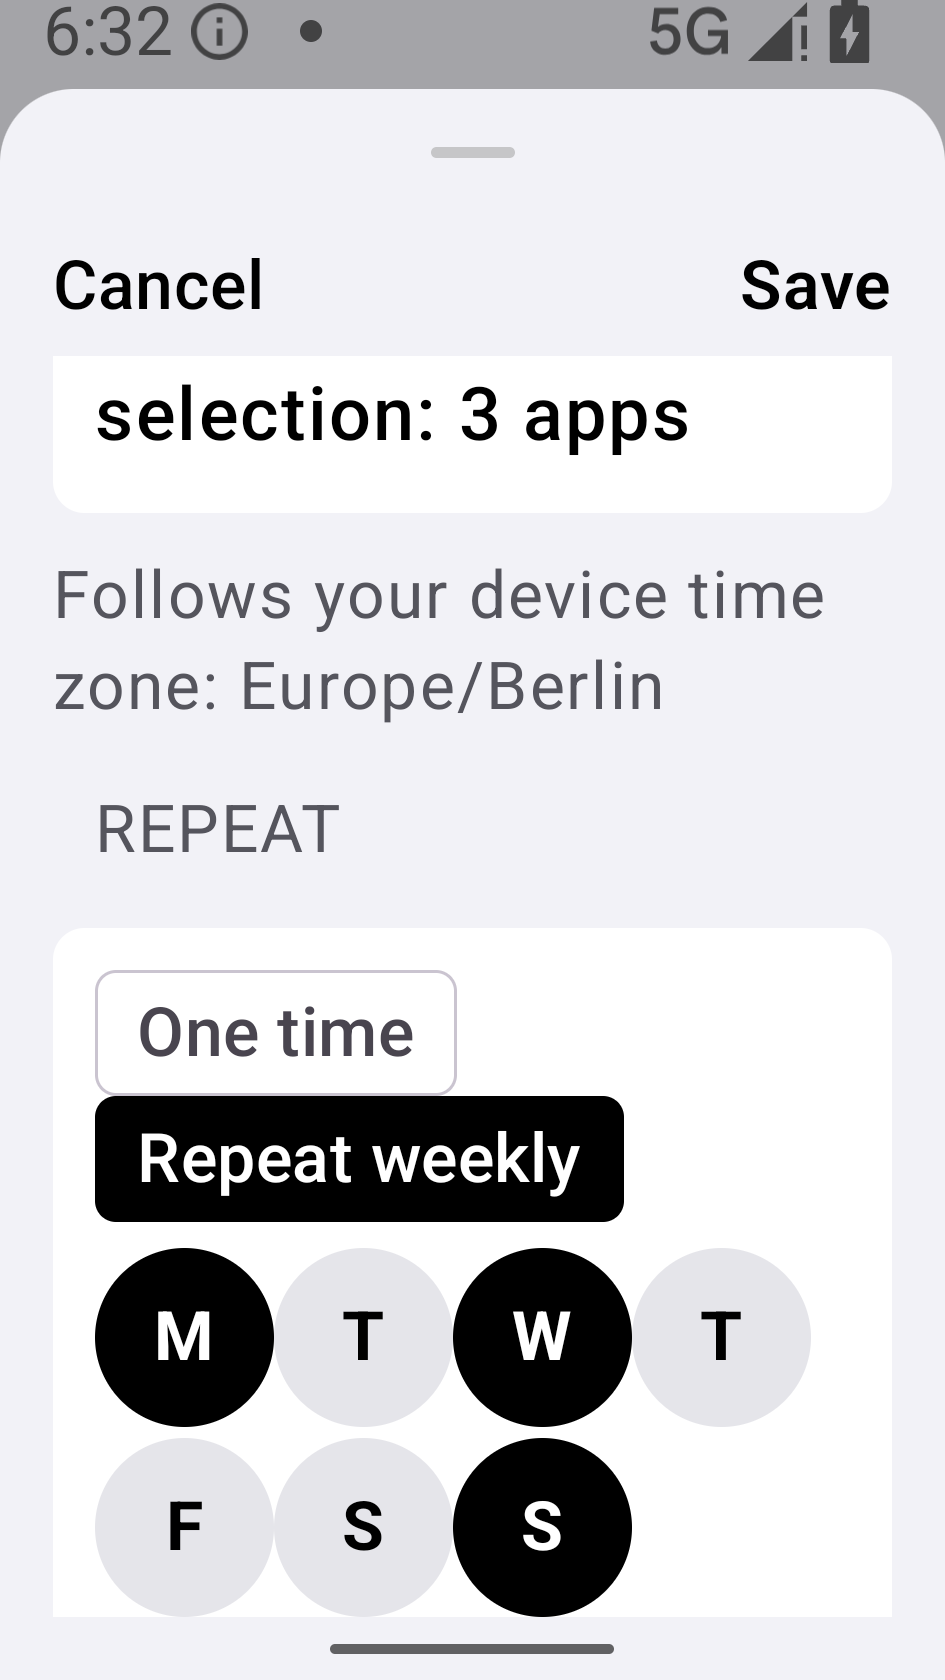 6:32
5G
Cancel
Save
selection: 3 apps
Follows your device time
zone: Europe/Berlin
REPEAT
One time
Repeat weekly
M T W T
F S S